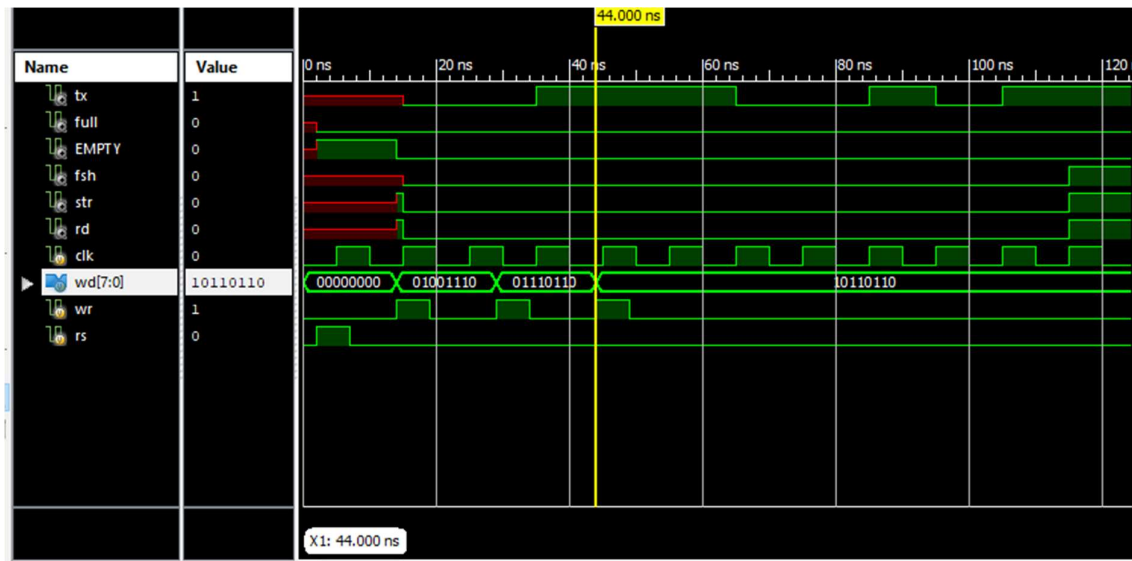 44.000 ns
Name Value 0 ns 20 ns 40 ns 60 ns 80 ns 100 ns 120
tx 1
full 0
EMPTY 0
fsh 0
str 0
rd 0
clk 0
wd[7:0] 10110110 00000000 01001110 01110110 10110110
wr 1
rs 0
X1: 44.000 ns